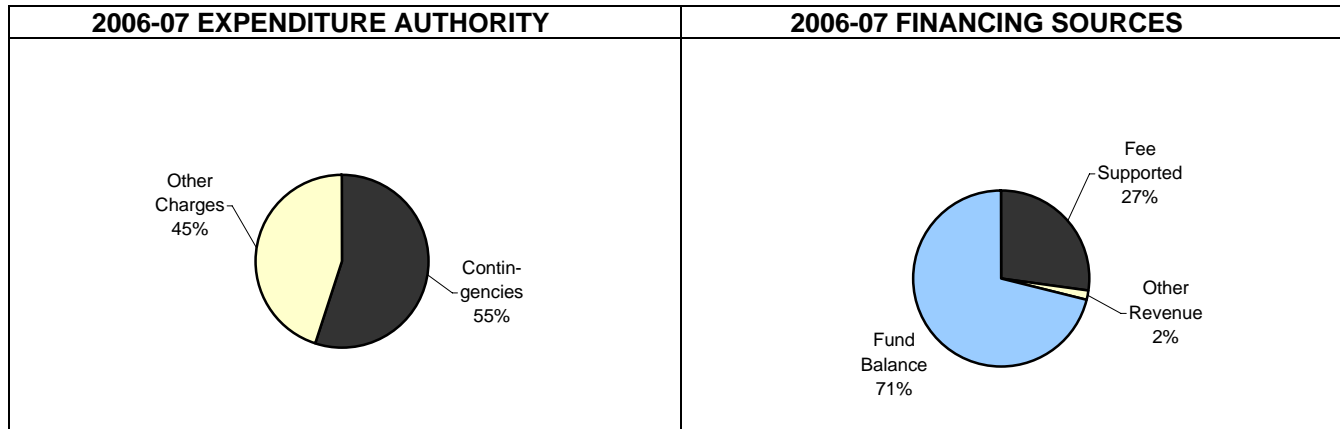 2006-07 EXPENDITURE AUTHORITY
2006-07 FINANCING SOURCES
Other
Charges
45%
Contin-
gencies
55%
Fee
Supported
27%
Other
Revenue
2%
Fund
Balance
71%